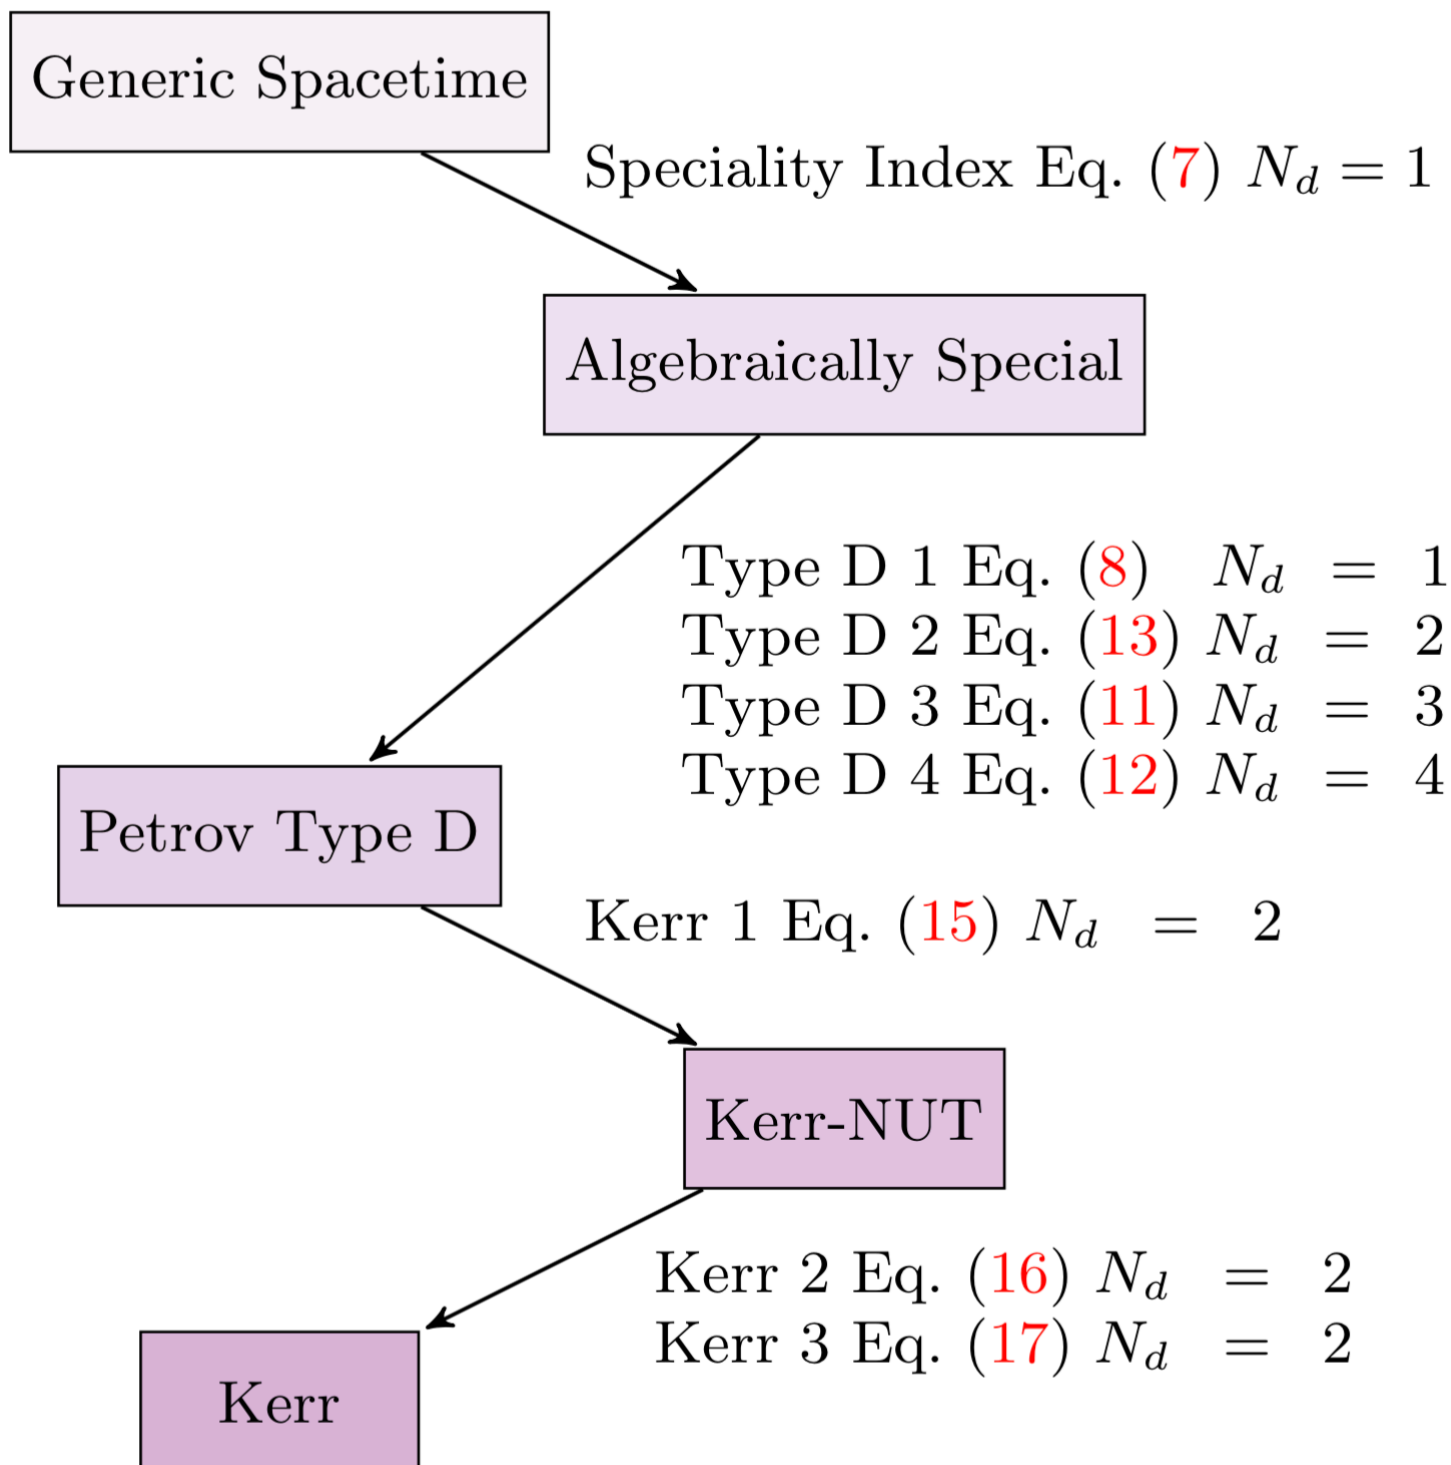 Generic Spacetime
Speciality Index Eq. (7) N_d = 1
Algebraically Special
Type D 1 Eq. (8) N_d = 1
Type D 2 Eq. (13) N_d = 2
Type D 3 Eq. (11) N_d = 3
Type D 4 Eq. (12) N_d = 4
Petrov Type D
Kerr 1 Eq. (15) N_d = 2
Kerr-NUT
Kerr 2 Eq. (16) N_d = 2
Kerr 3 Eq. (17) N_d = 2
Kerr